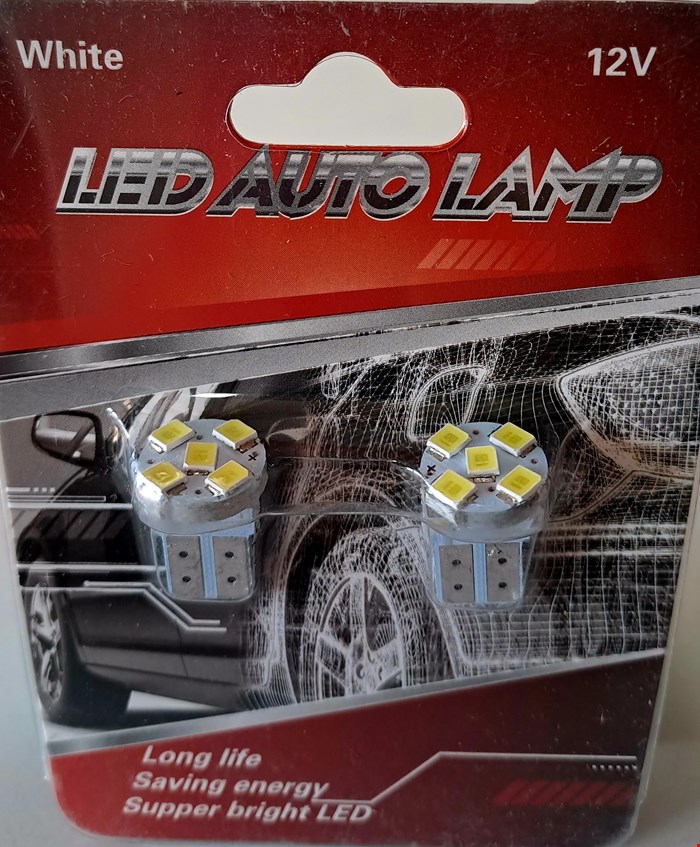 White
12V
LED AUTO LAMP
Long life
Saving energy
Supper bright LED